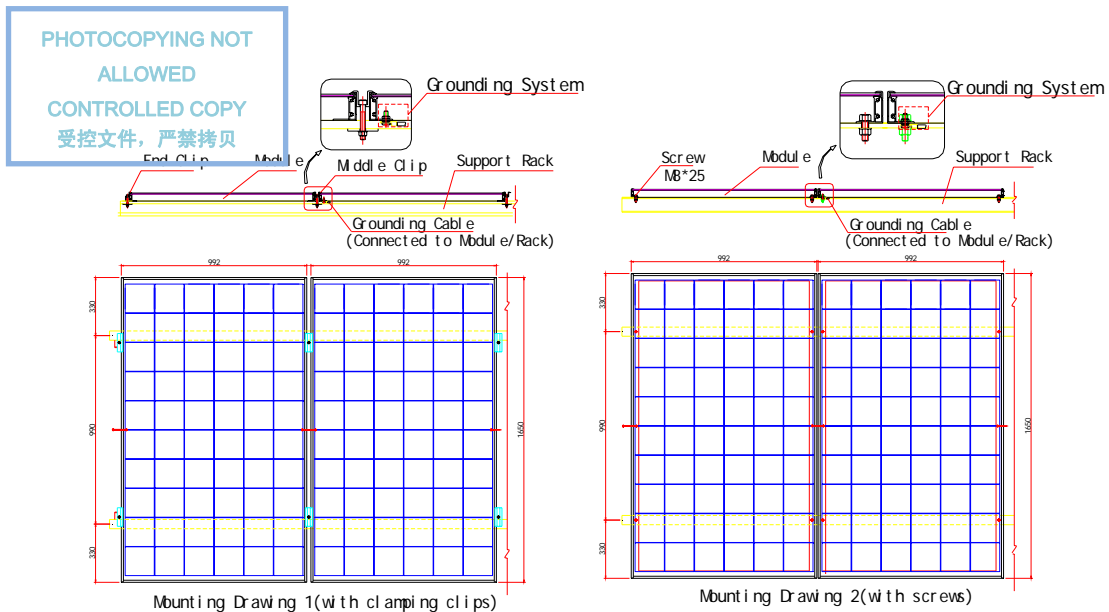 PHOTOCOPYING NOT
ALLOWED
CONTROLLED COPY
受控文件，严禁拷贝
Grounding System
End Clip
Module
Middle Clip
Support Rack
Grounding Cable
(Connected to Module/Rack)
992
992
330
990
330
1650
Mounting Drawing 1(with clamping clips)
Grounding System
Screw
M8*25
Module
Support Rack
Grounding Cable
(Connected to Module/Rack)
992
992
330
990
330
1650
Mounting Drawing 2(with screws)